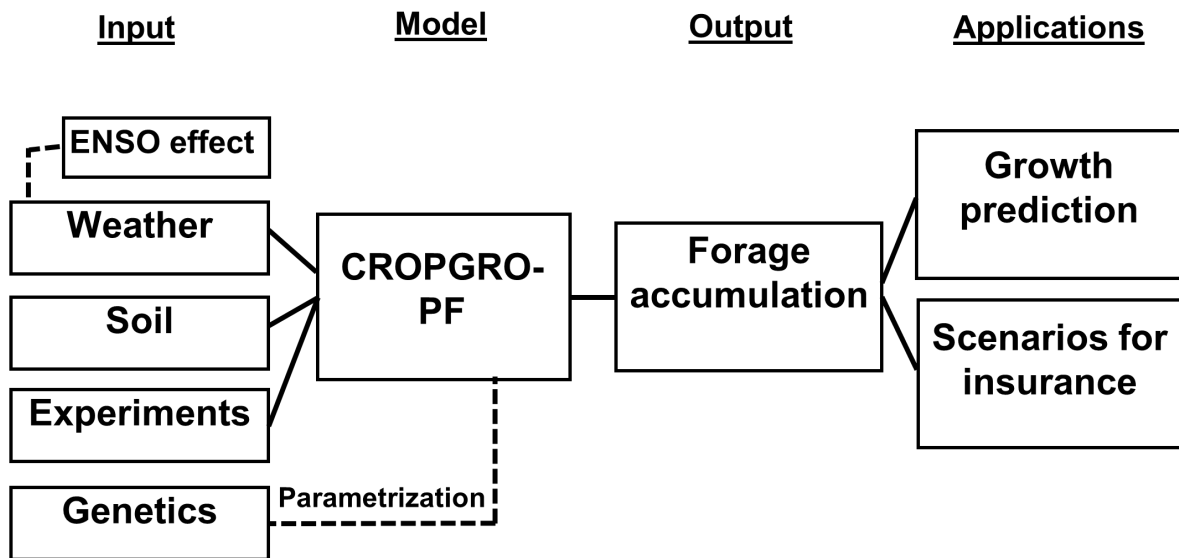 Input
Model
Output
Applications
ENSO effect
Weather
Soil
Experiments
Genetics
Parametrization
CROPGRO-
PF
Forage
accumulation
Growth
prediction
Scenarios for
insurance